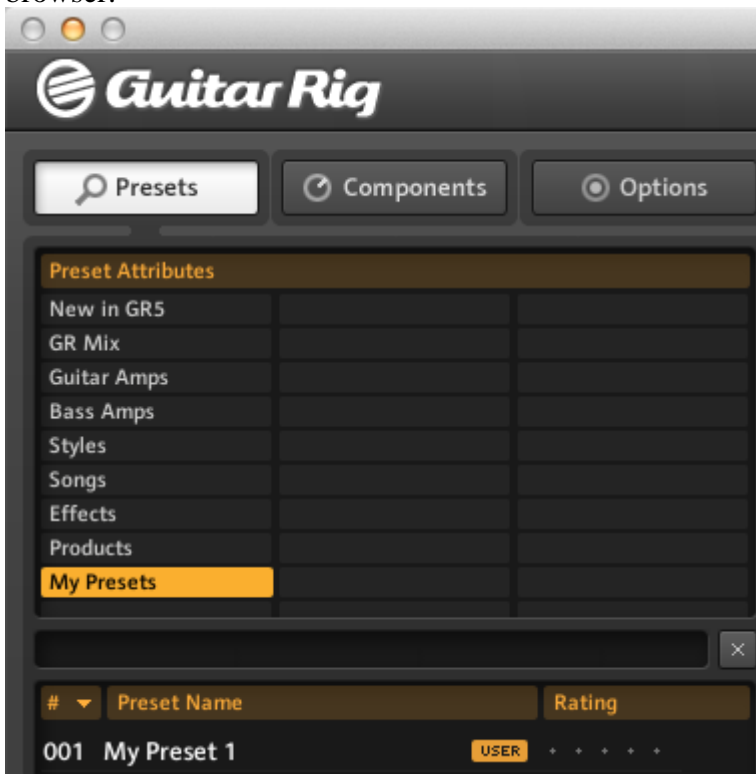 browser.
Guitar Rig
Presets Components Options
Preset Attributes
New in GR5
GR Mix
Guitar Amps
Bass Amps
Styles
Songs
Effects
Products
My Presets
# Preset Name Rating
001 My Preset 1 USER